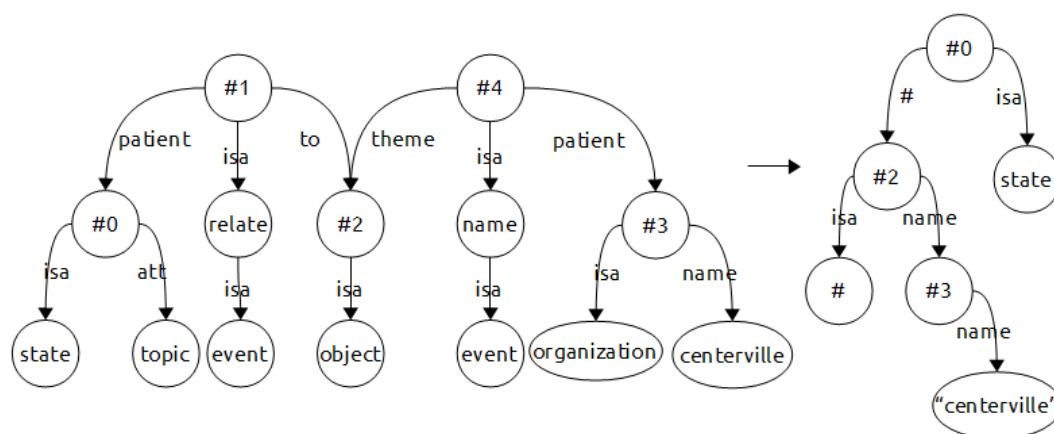 #0
#1
#4
# isa
patient isa to theme isa patient
#2 state
#0 relate #2 name #3
isa name
isa att isa isa isa isa name
# #3
name
state topic event object event organization centerville
"centerville"